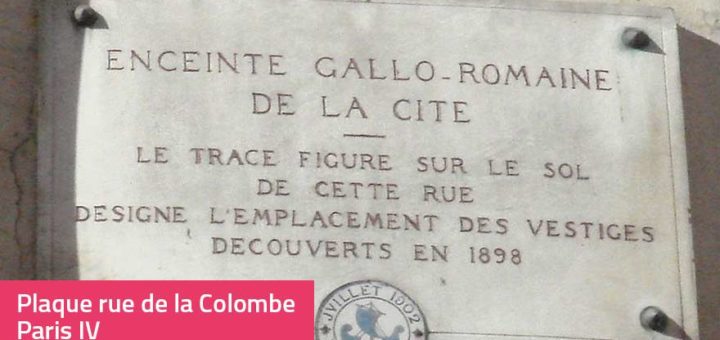 ENCEINTE GALLO-ROMAINE
DE LA CITE
LE TRACE FIGURE SUR LE SOL
DE CETTE RUE
DESIGNE L'EMPLACEMENT DES VESTIGES
DECOUVERTS EN 1898
JVILLET 1902
Plaque rue de la Colombe
Paris IV